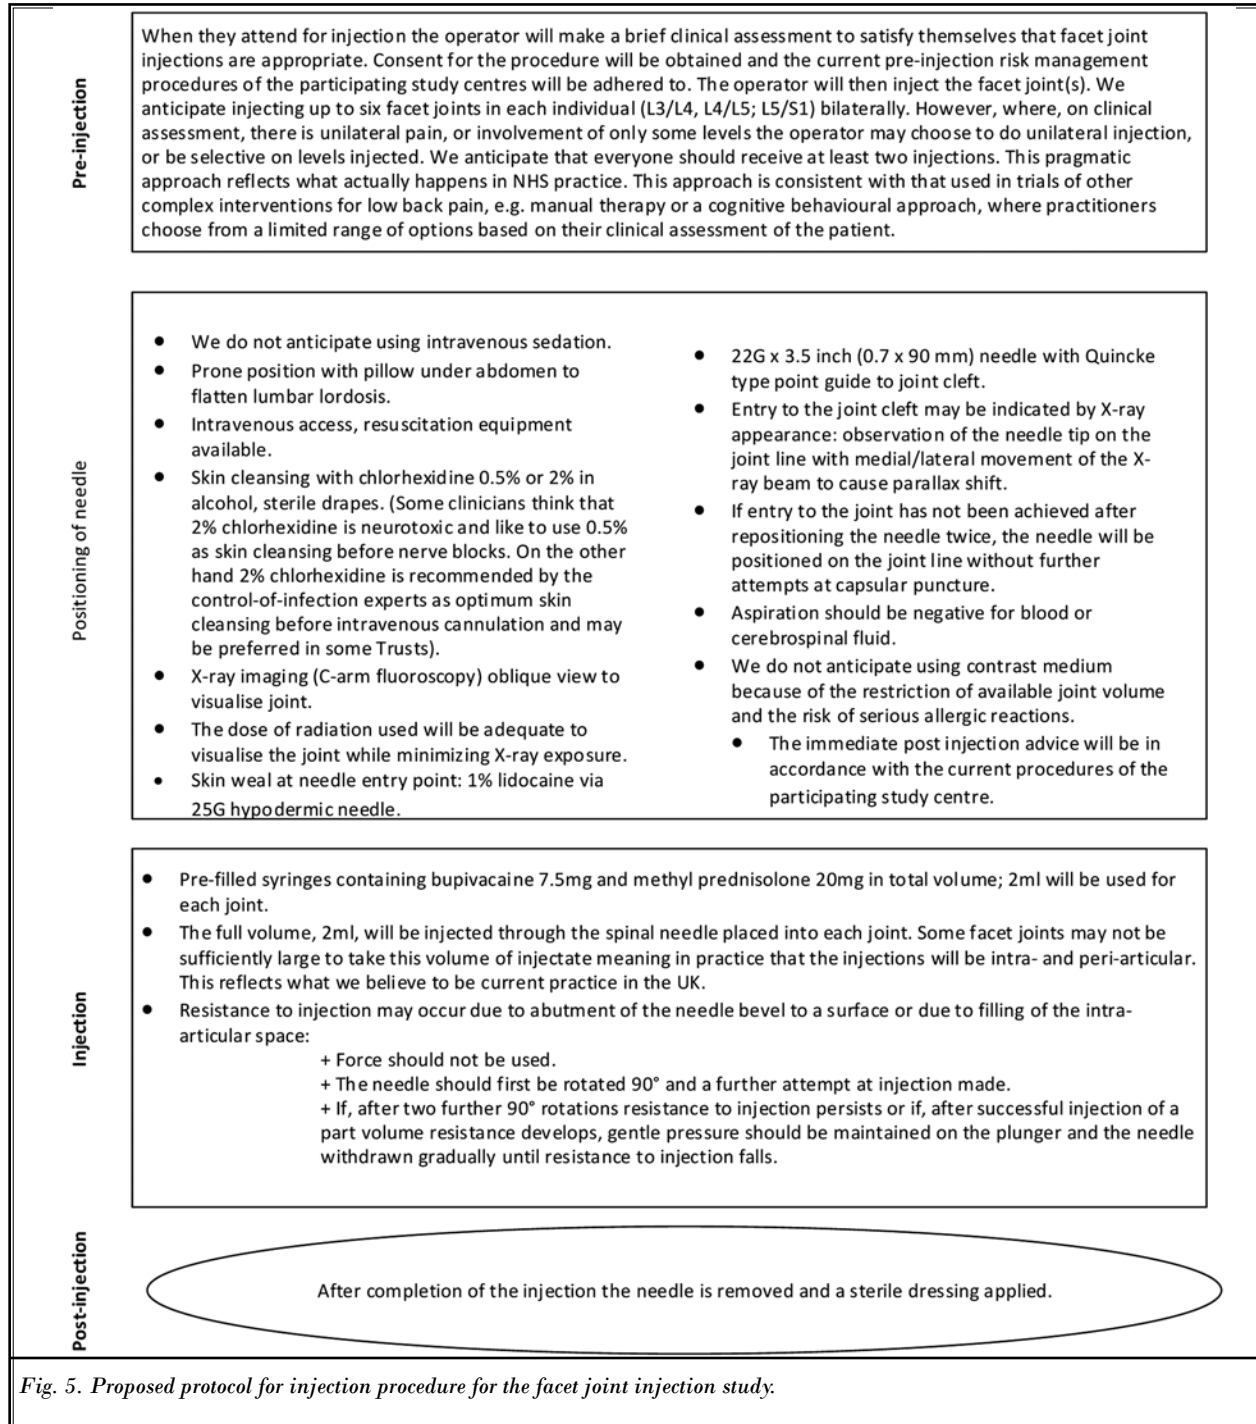 Pre-injection
When they attend for injection the operator will make a brief clinical assessment to satisfy themselves that facet joint
injections are appropriate. Consent for the procedure will be obtained and the current pre-injection risk management
procedures of the participating study centres will be adhered to. The operator will then inject the facet joint(s). We
anticipate injecting up to six facet joints in each individual (L3/L4, L4/L5; L5/S1) bilaterally. However, where, on clinical
assessment, there is unilateral pain, or involvement of only some levels the operator may choose to do unilateral injection,
or be selective on levels injected. We anticipate that everyone should receive at least two injections. This pragmatic
approach reflects what actually happens in NHS practice. This approach is consistent with that used in trials of other
complex interventions for low back pain, e.g. manual therapy or a cognitive behavioural approach, where practitioners
choose from a limited range of options based on their clinical assessment of the patient.
Positioning of needle
● We do not anticipate using intravenous sedation.
● Prone position with pillow under abdomen to
flatten lumbar lordosis.
● Intravenous access, resuscitation equipment
available.
● Skin cleansing with chlorhexidine 0.5% or 2% in
alcohol, sterile drapes. (Some clinicians think that
2% chlorhexidine is neurotoxic and like to use 0.5%
as skin cleansing before nerve blocks. On the other
hand 2% chlorhexidine is recommended by the
control-of-infection experts as optimum skin
cleansing before intravenous cannulation and may
be preferred in some Trusts).
● X-ray imaging (C-arm fluoroscopy) oblique view to
visualise joint.
● The dose of radiation used will be adequate to
visualise the joint while minimizing X-ray exposure.
● Skin weal at needle entry point: 1% lidocaine via
25G hypodermic needle.
● 22G x 3.5 inch (0.7 x 90 mm) needle with Quincke
type point guide to joint cleft.
● Entry to the joint cleft may be indicated by X-ray
appearance: observation of the needle tip on the
joint line with medial/lateral movement of the X-
ray beam to cause parallax shift.
● If entry to the joint has not been achieved after
repositioning the needle twice, the needle will be
positioned on the joint line without further
attempts at capsular puncture.
● Aspiration should be negative for blood or
cerebrospinal fluid.
● We do not anticipate using contrast medium
because of the restriction of available joint volume
and the risk of serious allergic reactions.
● The immediate post injection advice will be in
accordance with the current procedures of the
participating study centre.
Injection
● Pre-filled syringes containing bupivacaine 7.5mg and methyl prednisolone 20mg in total volume; 2ml will be used for
each joint.
● The full volume, 2ml, will be injected through the spinal needle placed into each joint. Some facet joints may not be
sufficiently large to take this volume of injectate meaning in practice that the injections will be intra- and peri-articular.
This reflects what we believe to be current practice in the UK.
● Resistance to injection may occur due to abutment of the needle bevel to a surface or due to filling of the intra-
articular space:
+ Force should not be used.
+ The needle should first be rotated 90° and a further attempt at injection made.
+ If, after two further 90° rotations resistance to injection persists or if, after successful injection of a
part volume resistance develops, gentle pressure should be maintained on the plunger and the needle
withdrawn gradually until resistance to injection falls.
Post-injection
After completion of the injection the needle is removed and a sterile dressing applied.
Fig. 5. Proposed protocol for injection procedure for the facet joint injection study.